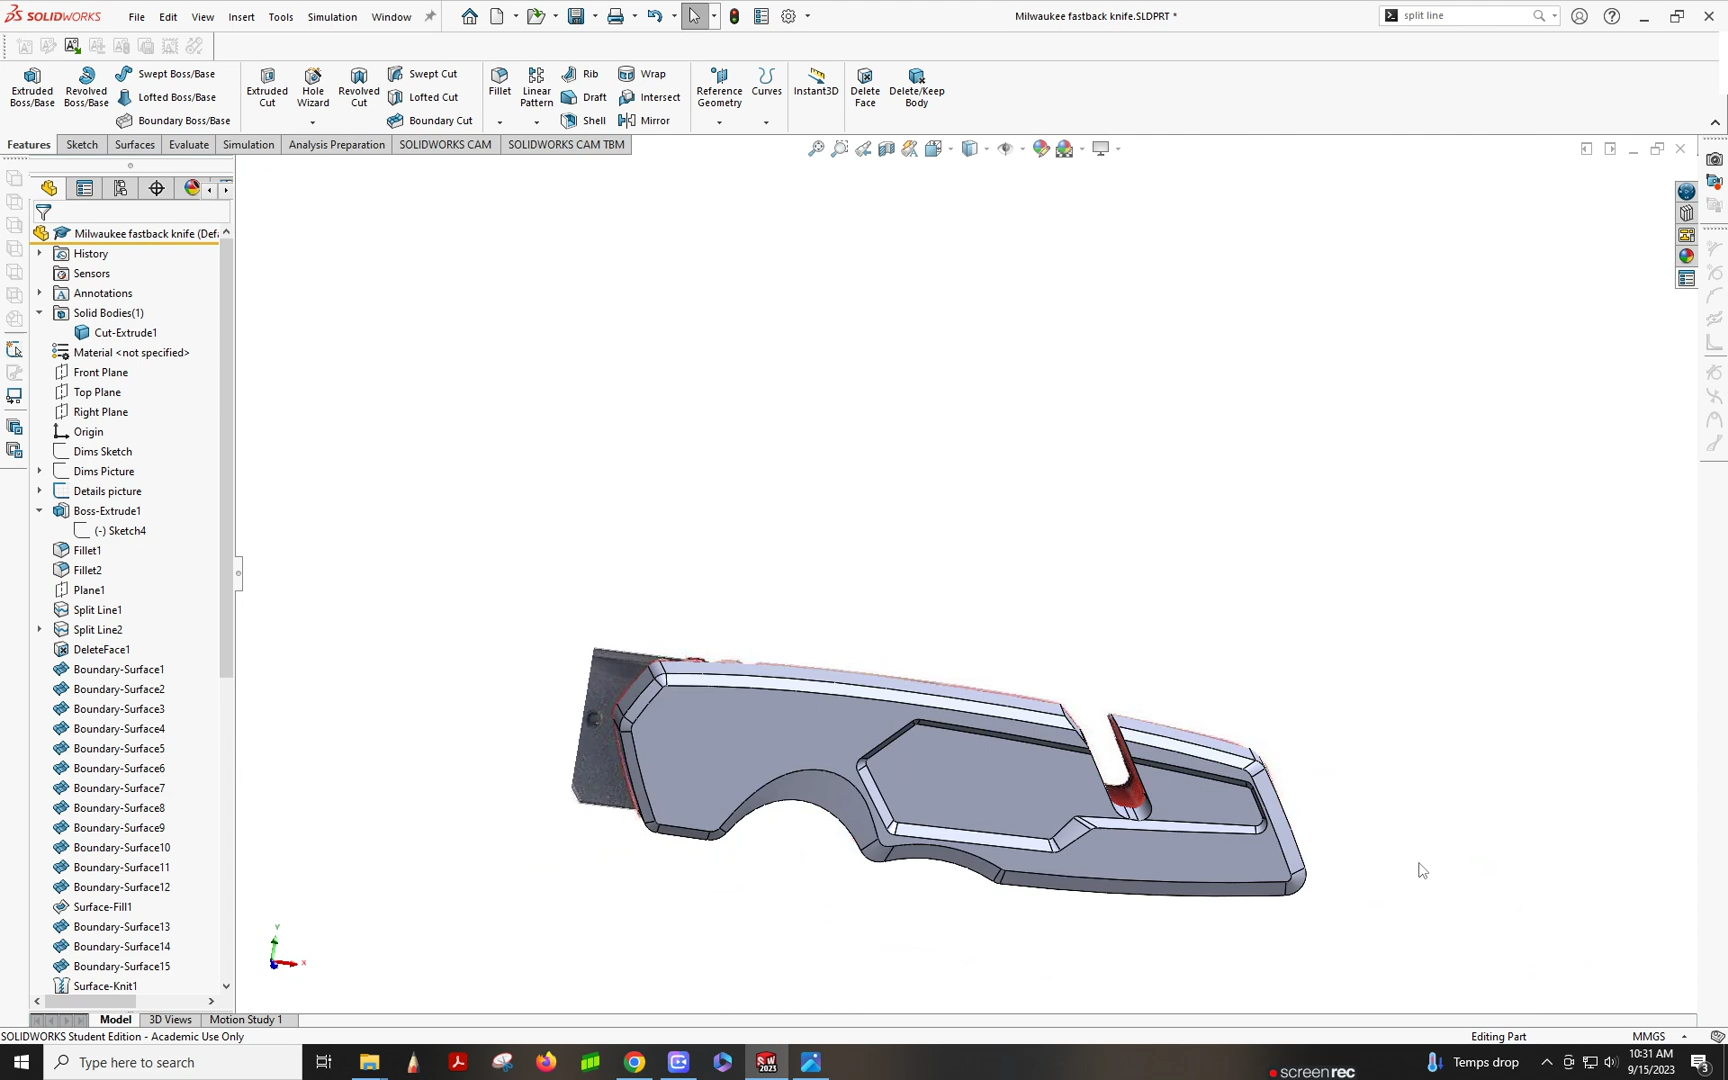 SOLIDWORKS File Edit View Insert Tools Simulation Window Milwaukee fastback knife.SLDPRT * split line
Extruded Boss/Base
Revolved Boss/Base
Swept Boss/Base
Lofted Boss/Base
Boundary Boss/Base
Extruded Cut
Hole Wizard
Revolved Cut
Swept Cut
Lofted Cut
Boundary Cut
Fillet
Linear Pattern
Rib
Draft
Shell
Wrap
Intersect
Mirror
Reference Geometry
Curves
Instant3D
Delete Face
Delete/Keep Body
Features Sketch Surfaces Evaluate Simulation Analysis Preparation SOLIDWORKS CAM SOLIDWORKS CAM TBM
Milwaukee fastback knife (Defa
History
Sensors
Annotations
Solid Bodies(1)
Cut-Extrude1
Material <not specified>
Front Plane
Top Plane
Right Plane
Origin
Dims Sketch
Dims Picture
Details picture
Boss-Extrude1
(-) Sketch4
Fillet1
Fillet2
Plane1
Split Line1
Split Line2
DeleteFace1
Boundary-Surface1
Boundary-Surface2
Boundary-Surface3
Boundary-Surface4
Boundary-Surface5
Boundary-Surface6
Boundary-Surface7
Boundary-Surface8
Boundary-Surface9
Boundary-Surface10
Boundary-Surface11
Boundary-Surface12
Surface-Fill1
Boundary-Surface13
Boundary-Surface14
Boundary-Surface15
Surface-Knit1
Y
X
Model 3D Views Motion Study 1
SOLIDWORKS Student Edition - Academic Use Only Editing Part MMGS
Type here to search
SW 2023
screenrec
Temps drop
10:31 AM
9/15/2023
3